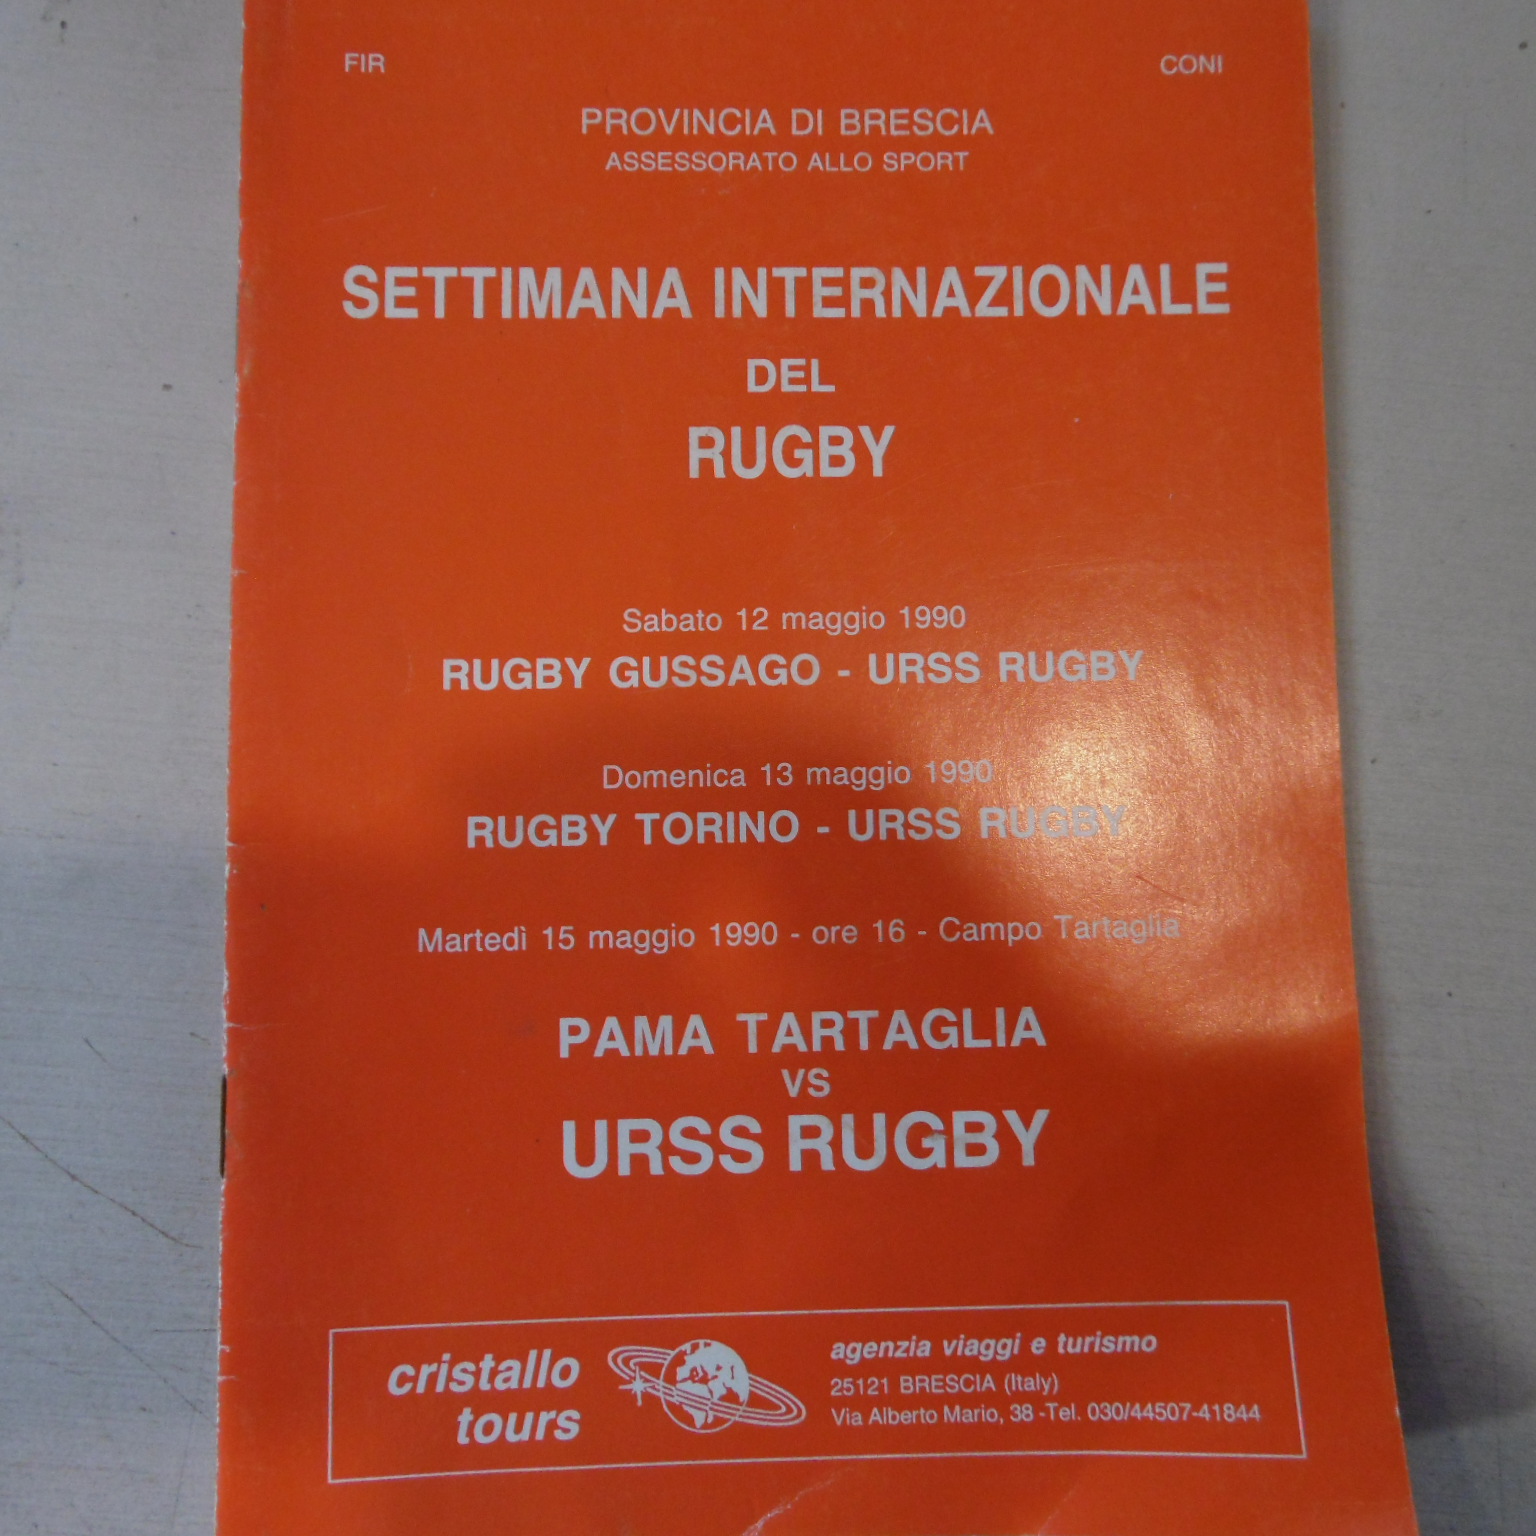 FIR CONI
PROVINCIA DI BRESCIA
ASSESSORATO ALLO SPORT
SETTIMANA INTERNAZIONALE
DEL
RUGBY
Sabato 12 maggio 1990
RUGBY GUSSAGO - URSS RUGBY
Domenica 13 maggio 1990
RUGBY TORINO - URSS RUGBY
Martedì 15 maggio 1990 - ore 16 - Campo Tartaglia
PAMA TARTAGLIA
VS
URSS RUGBY
cristallo
tours
agenzia viaggi e turismo
25121 BRESCIA (Italy)
Via Alberto Mario, 38 -Tel. 030/44507-41844